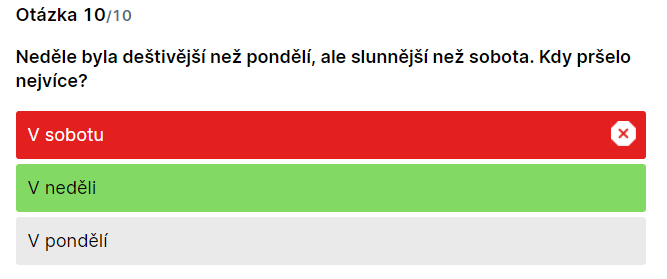 Otázka 10/10
Neděle byla deštivější než pondělí, ale slunnější než sobota. Kdy pršelo
nejvíce?
V sobotu
V neděli
V pondělí